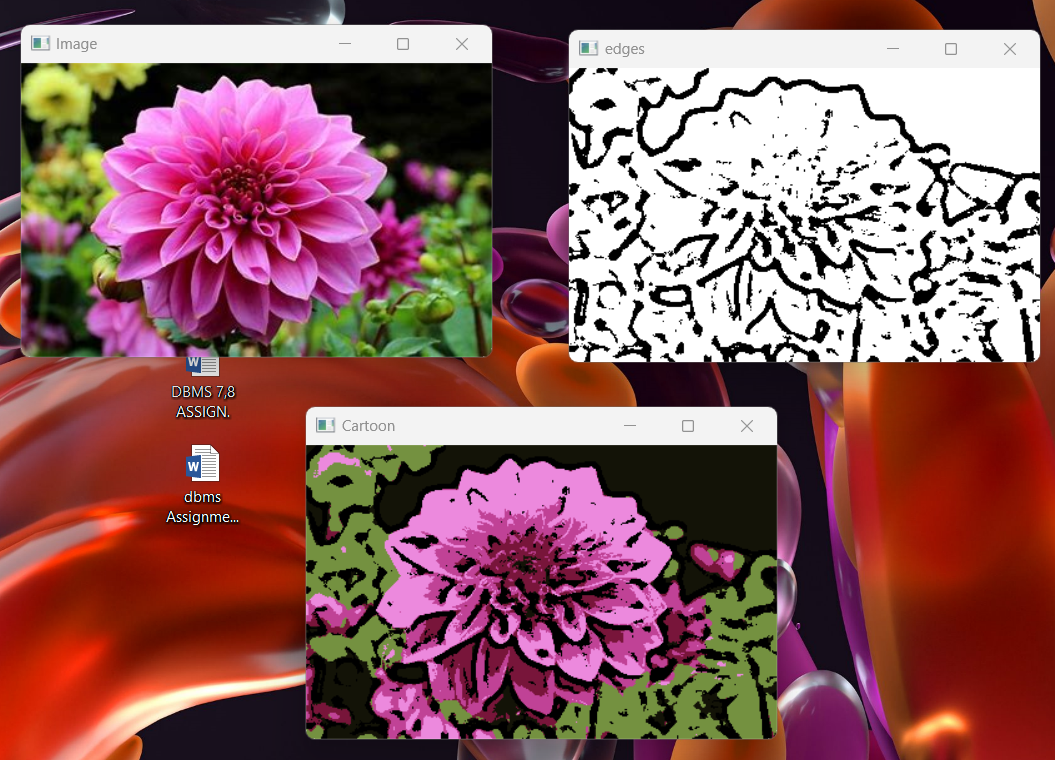 Image
edges
DBMS 7,8
ASSIGN.
Cartoon
W
dbms
Assignme...